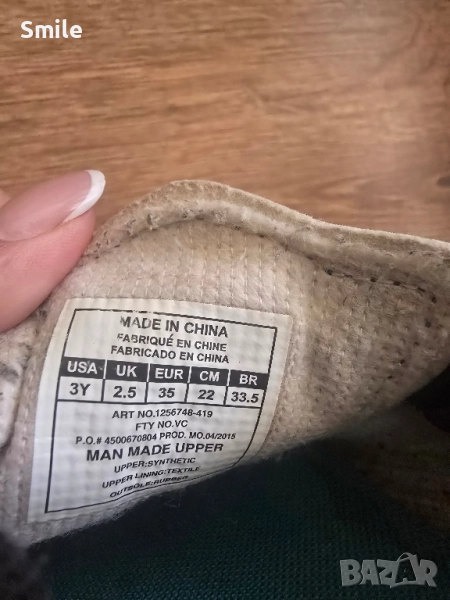 Smile
MADE IN CHINA
FABRIQUÉ EN CHINE
FABRICADO EN CHINA
USA UK EUR CM BR
3Y 2.5 35 22 33.5
ART NO.1256748-419
FTY NO.VC
P.O.# 4500670804 PROD. MO.04/2015
MAN MADE UPPER
UPPER:SYNTHETIC
UPPER LINING:TEXTILE
OUTSOLE:RUBBER
BAZAR